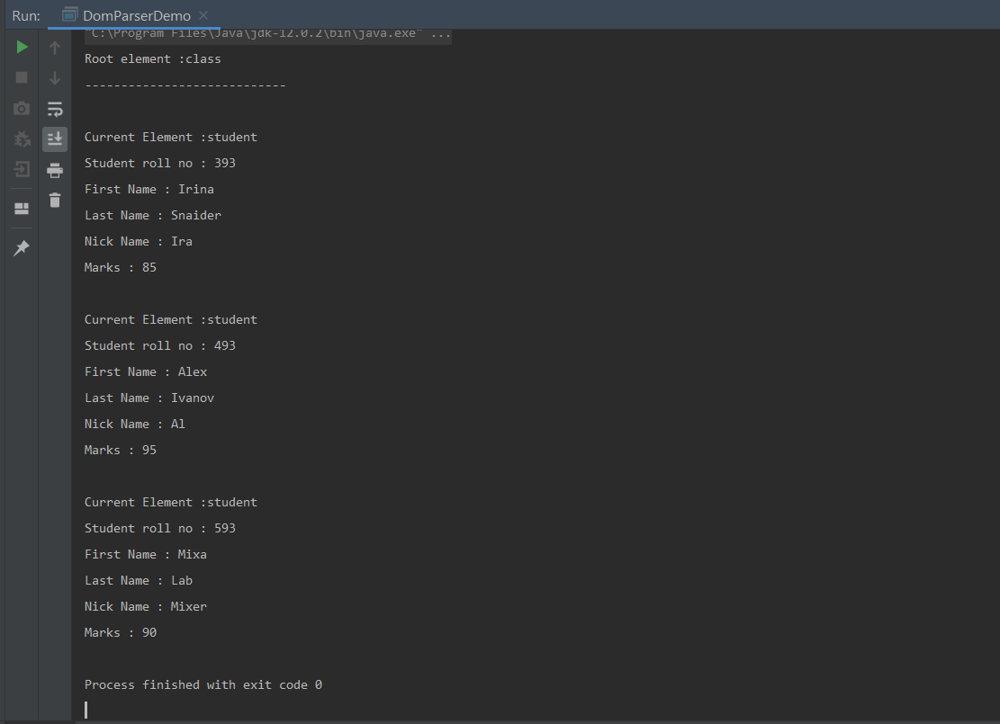 Run: DomParserDemo
"C:\Program Files\Java\jdk-12.0.2\bin\java.exe" ...
Root element :class
----------------------------
Current Element :student
Student roll no : 393
First Name : Irina
Last Name : Snaider
Nick Name : Ira
Marks : 85
Current Element :student
Student roll no : 493
First Name : Alex
Last Name : Ivanov
Nick Name : Al
Marks : 95
Current Element :student
Student roll no : 593
First Name : Mixa
Last Name : Lab
Nick Name : Mixer
Marks : 90
Process finished with exit code 0